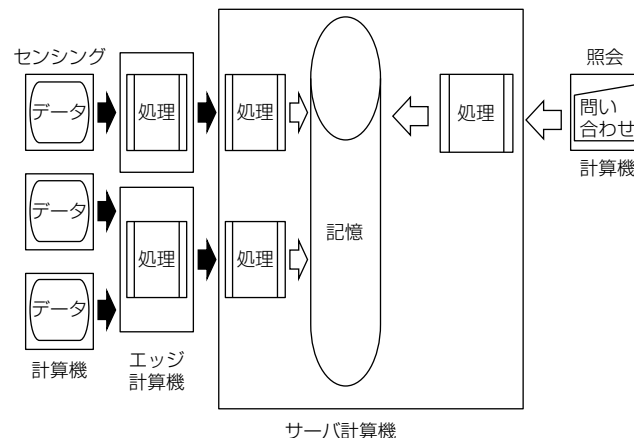 センシング
データ
データ
データ
計算機
処理
処理
エッジ
計算機
処理
処理
記憶
サーバ計算機
処理
照会
問い
合わせ
計算機